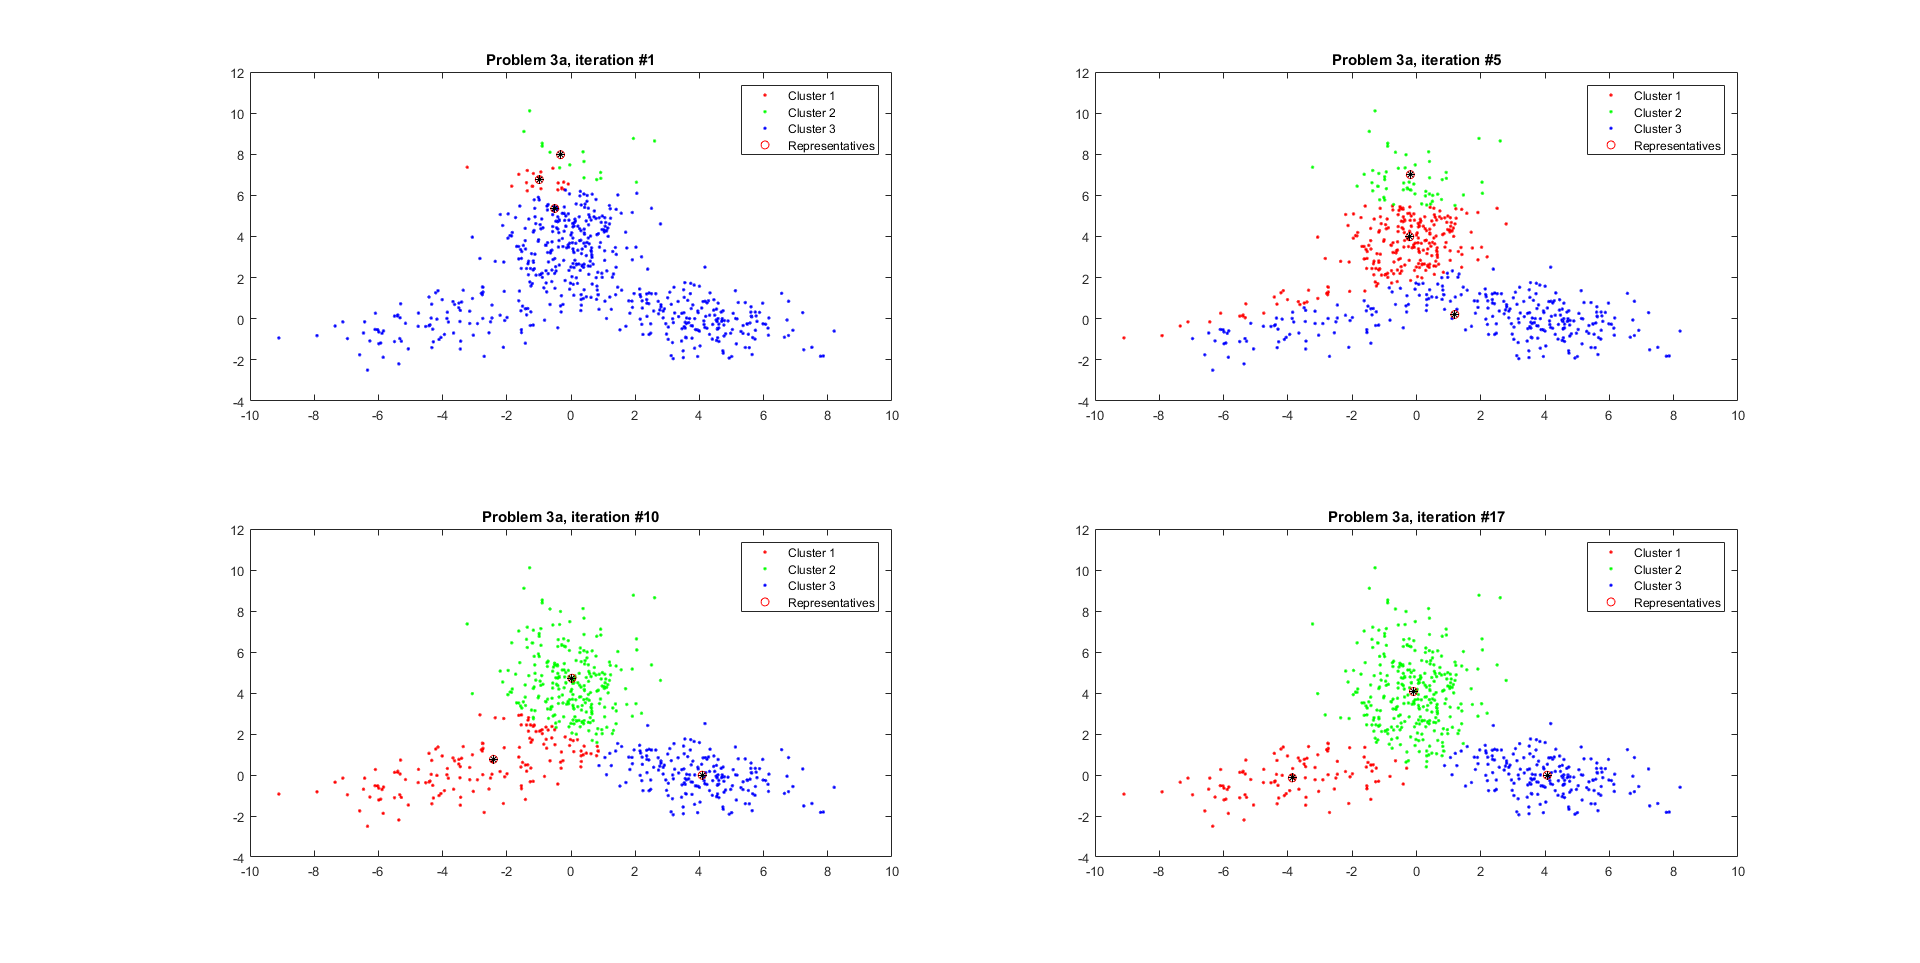 Problem 3a, iteration #1
12
10
8
6
4
2
0
-2
-4
-10 -8 -6 -4 -2 0 2 4 6 8 10
Cluster 1
Cluster 2
Cluster 3
Representatives
Problem 3a, iteration #5
12
10
8
6
4
2
0
-2
-4
-10 -8 -6 -4 -2 0 2 4 6 8 10
Cluster 1
Cluster 2
Cluster 3
Representatives
Problem 3a, iteration #10
12
10
8
6
4
2
0
-2
-4
-10 -8 -6 -4 -2 0 2 4 6 8 10
Cluster 1
Cluster 2
Cluster 3
Representatives
Problem 3a, iteration #17
12
10
8
6
4
2
0
-2
-4
-10 -8 -6 -4 -2 0 2 4 6 8 10
Cluster 1
Cluster 2
Cluster 3
Representatives